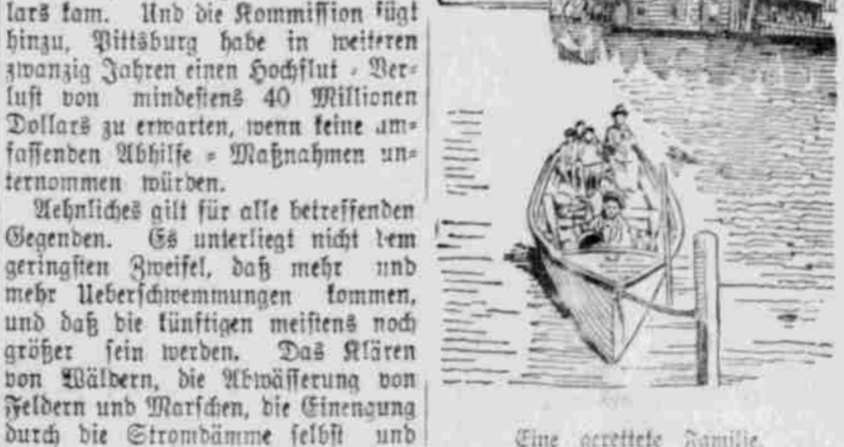 lars kam. Und die Kommission fügt
hinzu, Pittsburg habe in weiteren
zwanzig Jahren einen Hochflut - Ver-
lust von mindestens 40 Millionen
Dollars zu erwarten, wenn keine um-
fassenden Abhilfe - Maßnahmen un-
ternommen würden.
Aehnliches gilt für alle betreffenden
Gegenden. Es unterliegt nicht dem
geringsten Zweifel, daß mehr und
mehr Ueberschwemmungen kommen,
und daß die künftigen meistens noch
größer sein werden. Das Klären
von Wäldern, die Abwässerung von
Feldern und Marschen, die Einengung
durch die Stromdämme selbst und
Eine gerettete Familie